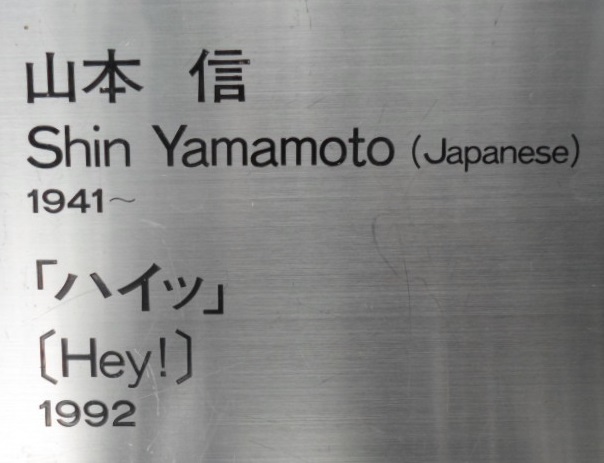 山本 信
Shin Yamamoto (Japanese)
1941~
「ハイッ」
〔Hey!〕
1992